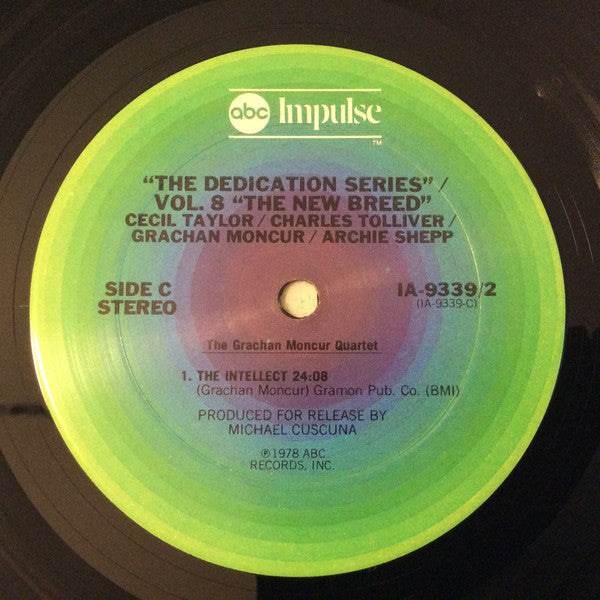 abc Impulse
TM
"THE DEDICATION SERIES" /
VOL. 8 "THE NEW BREED"
CECIL TAYLOR / CHARLES TOLLIVER /
GRACHAN MONCUR / ARCHIE SHEPP
SIDE C
STEREO
IA-9339/2
(IA-9339-C)
The Grachan Moncur Quartet
1. THE INTELLECT 24:08
(Grachan Moncur) Gramon Pub. Co. (BMI)
PRODUCED FOR RELEASE BY
MICHAEL CUSCUNA
℗ 1978 ABC
RECORDS, INC.